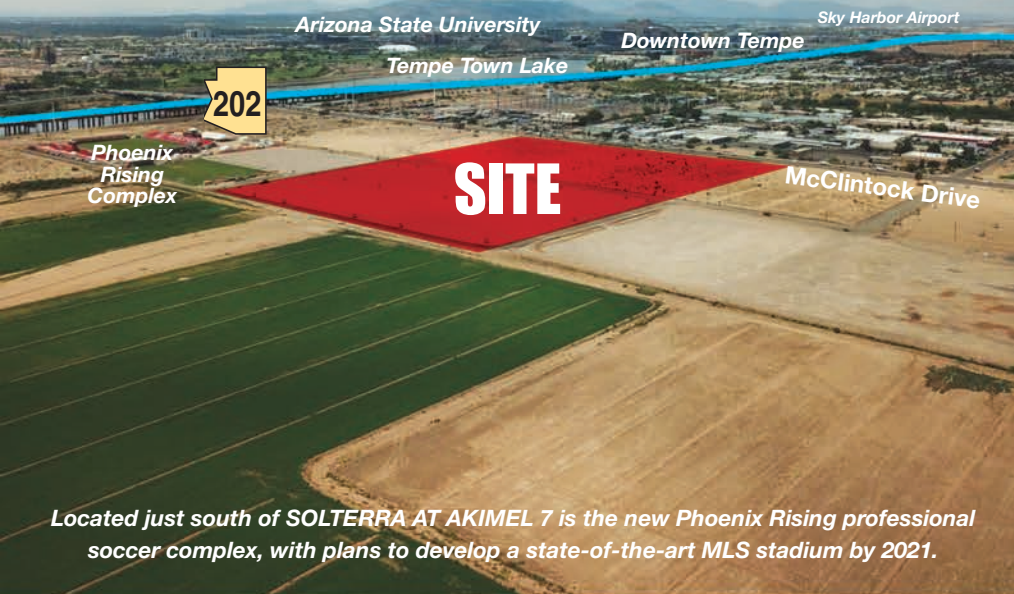 Arizona State University
Sky Harbor Airport
Downtown Tempe
Tempe Town Lake
202
Phoenix
Rising
Complex
SITE
McClintock Drive
Located just south of SOLTERRA AT AKIMEL 7 is the new Phoenix Rising professional
soccer complex, with plans to develop a state-of-the-art MLS stadium by 2021.